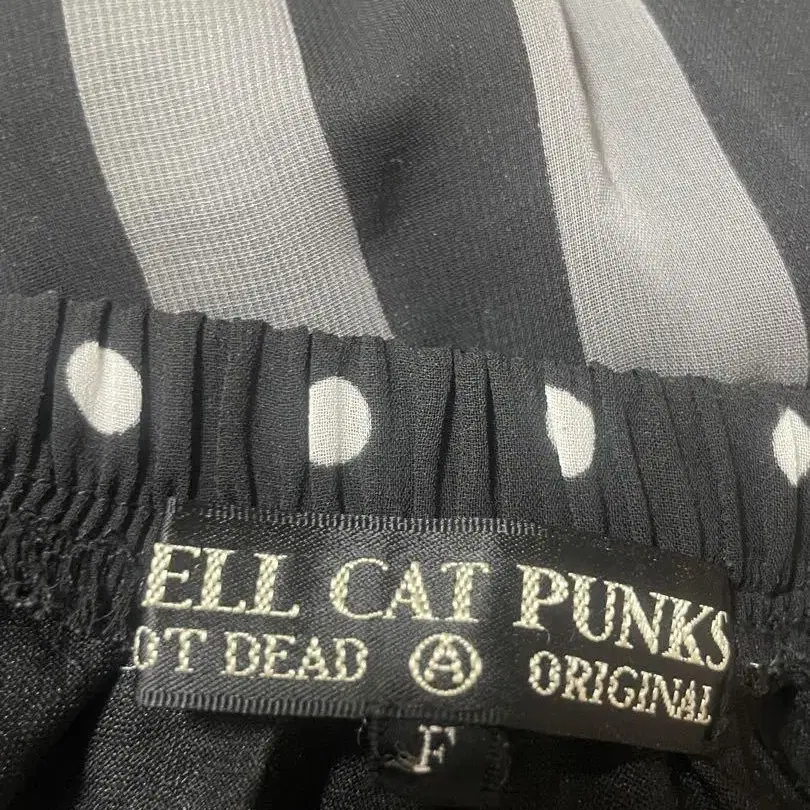 ELL CAT PUNKS
OT DEAD Ⓐ ORIGINAL
F